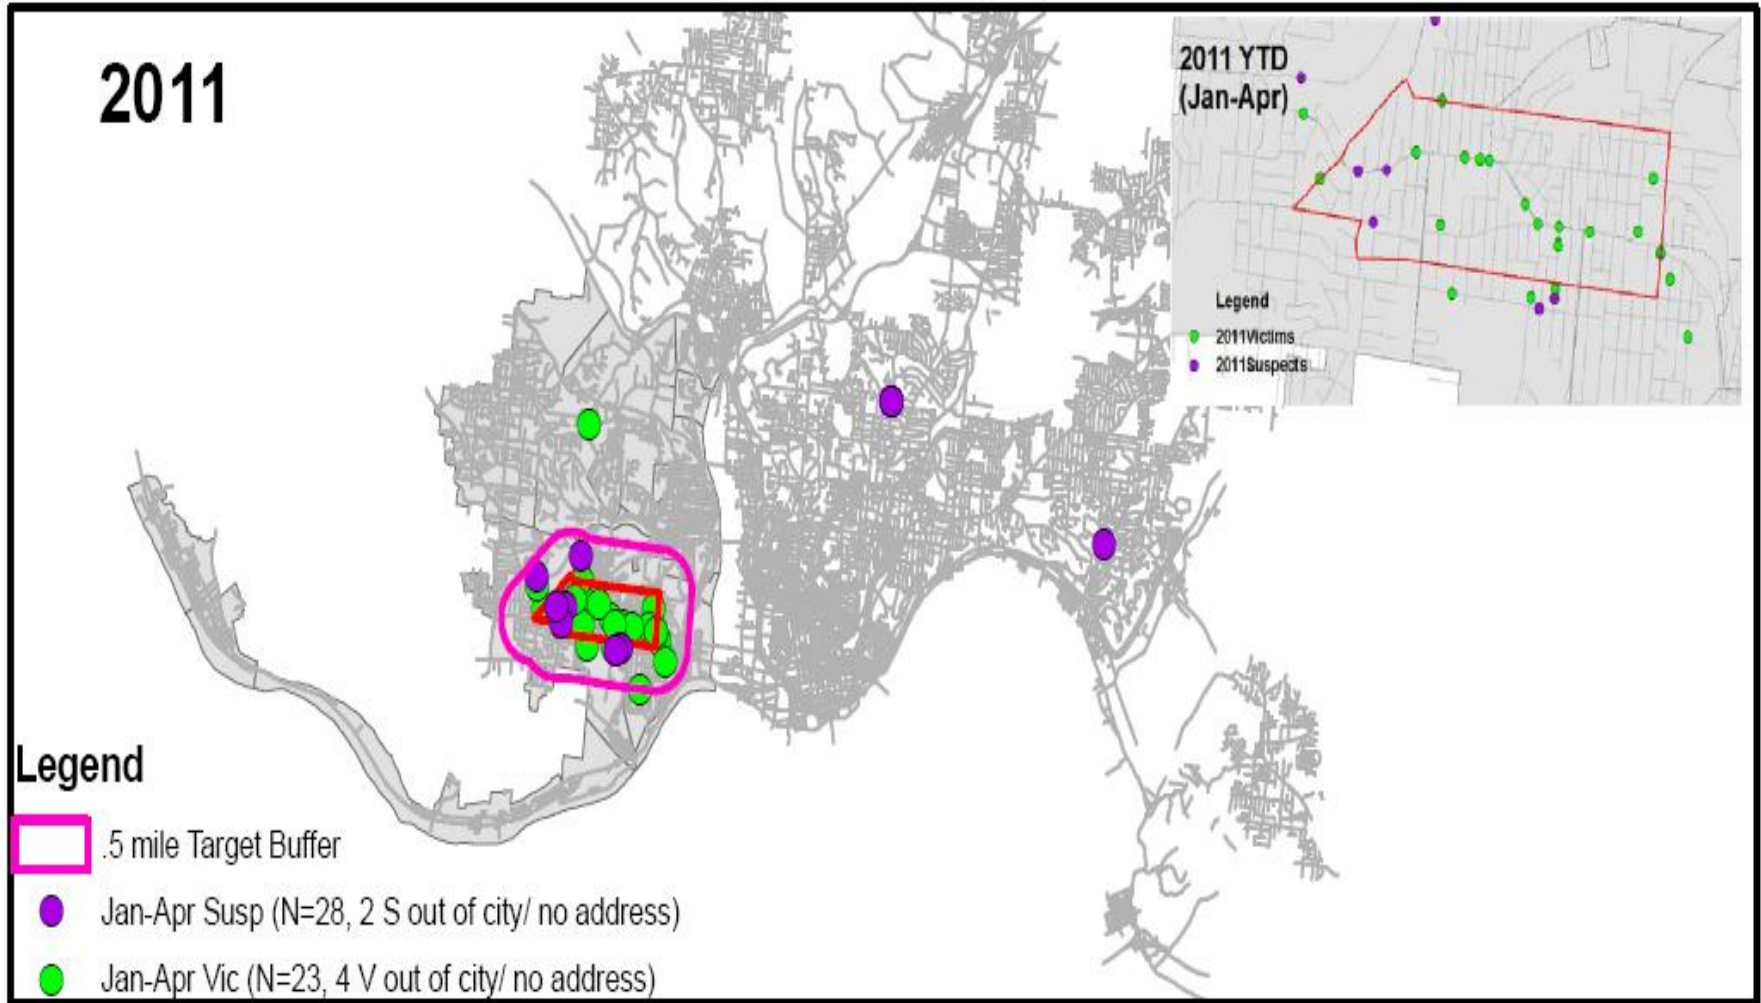 2011
2011 YTD
(Jan-Apr)
Legend
2011Victims
2011Suspects
Legend
.5 mile Target Buffer
Jan-Apr Susp (N=28, 2 S out of city/ no address)
Jan-Apr Vic (N=23, 4 V out of city/ no address)